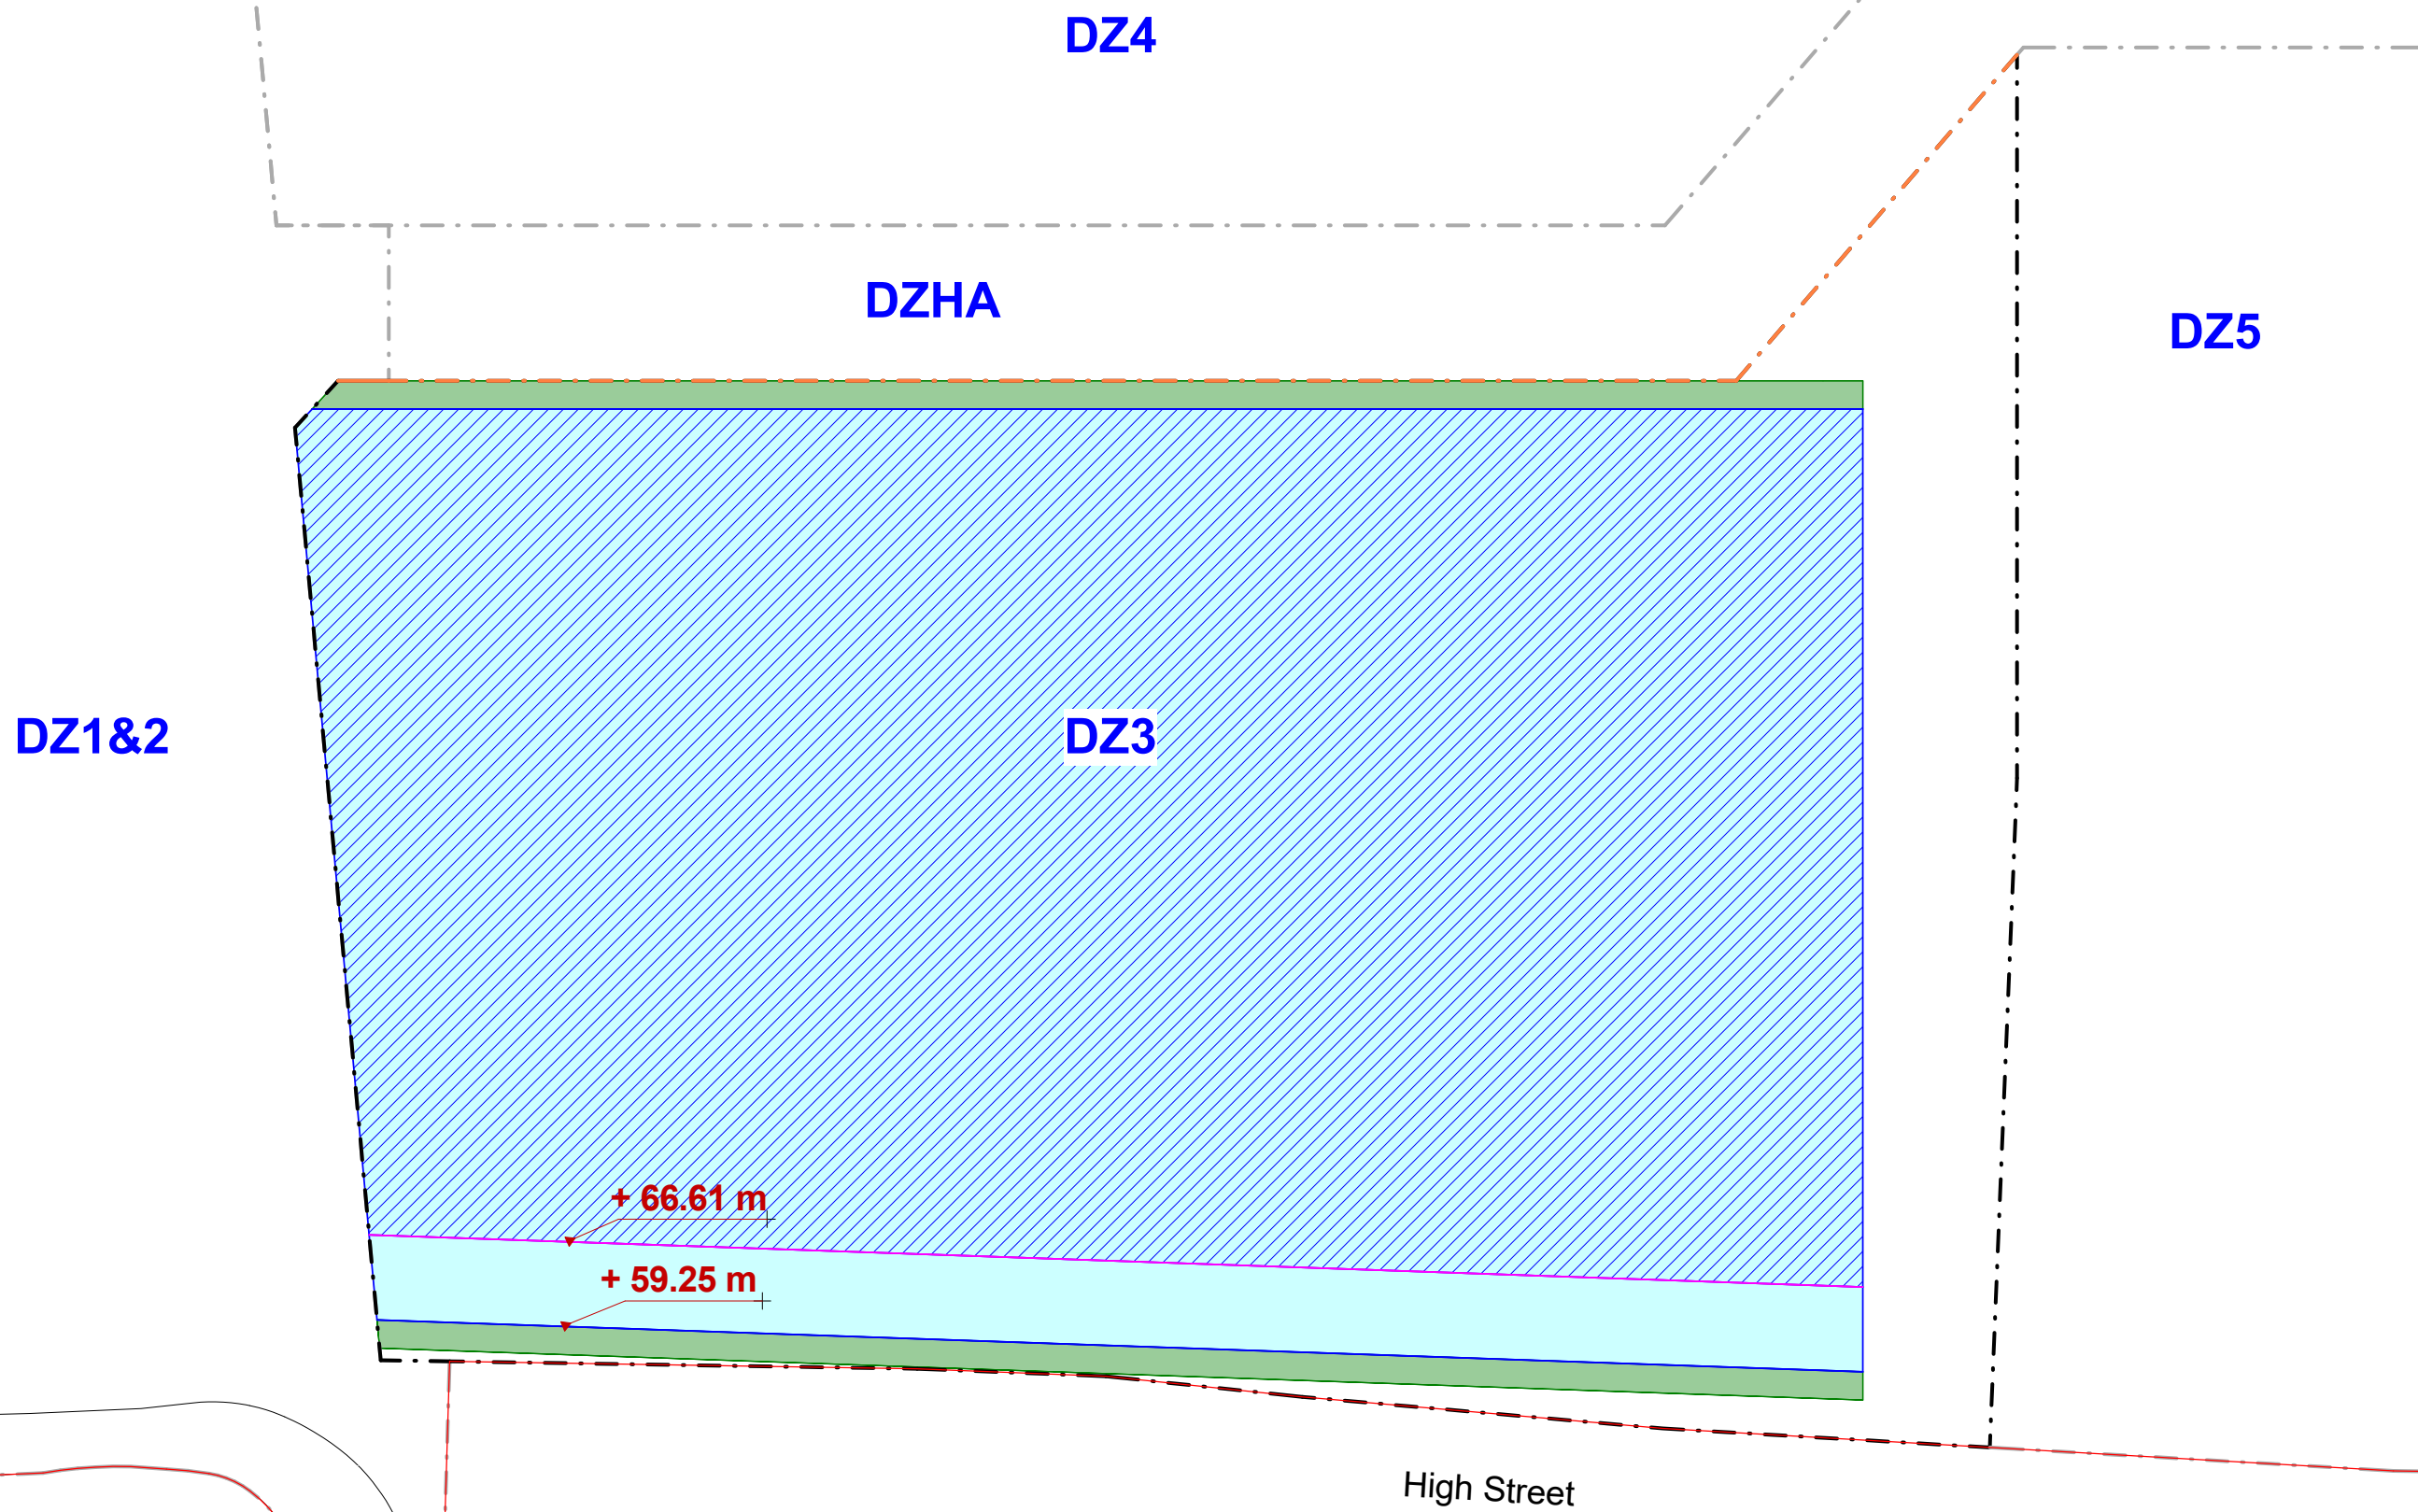 DZ4
DZHA
DZ5
DZ1&2
DZ3
+ 66.61 m
+ 59.25 m
High Street